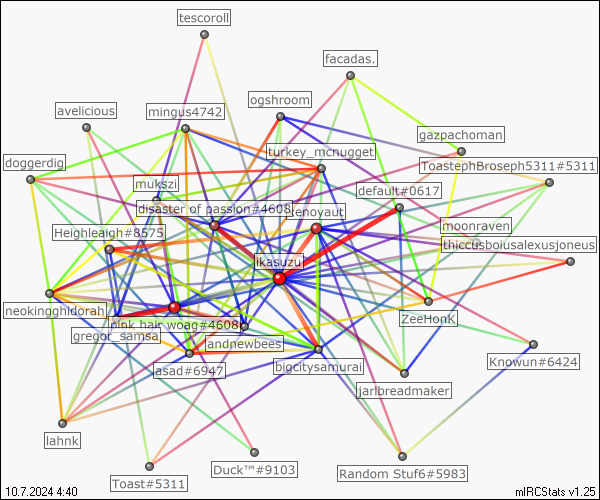 tescoroll
facadas.
ogshroom
avelicious
mingus4742
gazpachoman
turkey_mcnugget
doggerdig
ToastephBroseph5311#5311
mukszi
default#0617
disaster of passion#4608
xenoyaut
moonraven
Heighleaigh#8575
thiccusboiusalexusjoneus
ikasuzu
neokingghidorah
ZeeHonK
pink hair woag#4608
gregor_samsa
andnewbees
Knowun#6424
jasad#6947
bigcitysamurai
jarlbreadmaker
lahnk
Duck™#9103
Random Stuf6#5983
Toast#5311
10.7.2024 4:40
mIRCStats v1.25